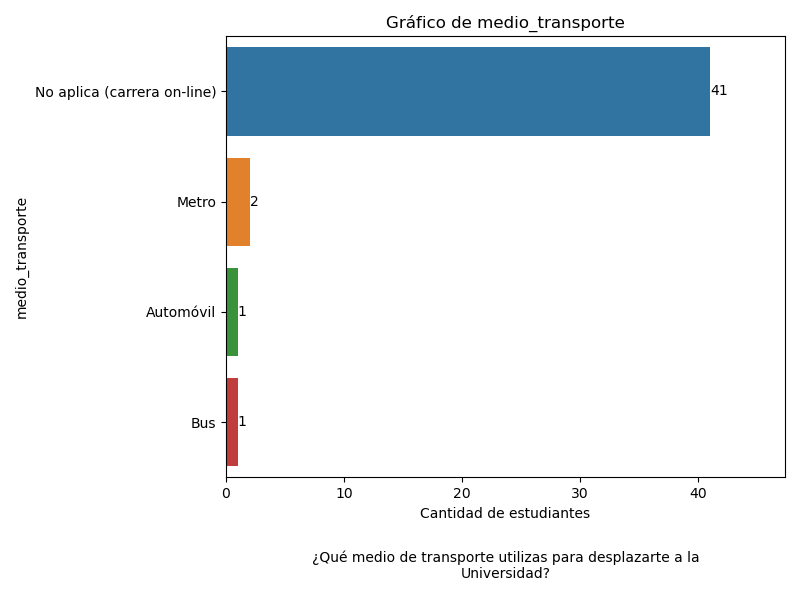 Gráfico de medio_transporte
No aplica (carrera on-line)
41
Metro
2
medio_transporte
Automóvil
1
Bus
1
0
10
20
30
40
Cantidad de estudiantes
¿Qué medio de transporte utilizas para desplazarte a la
Universidad?